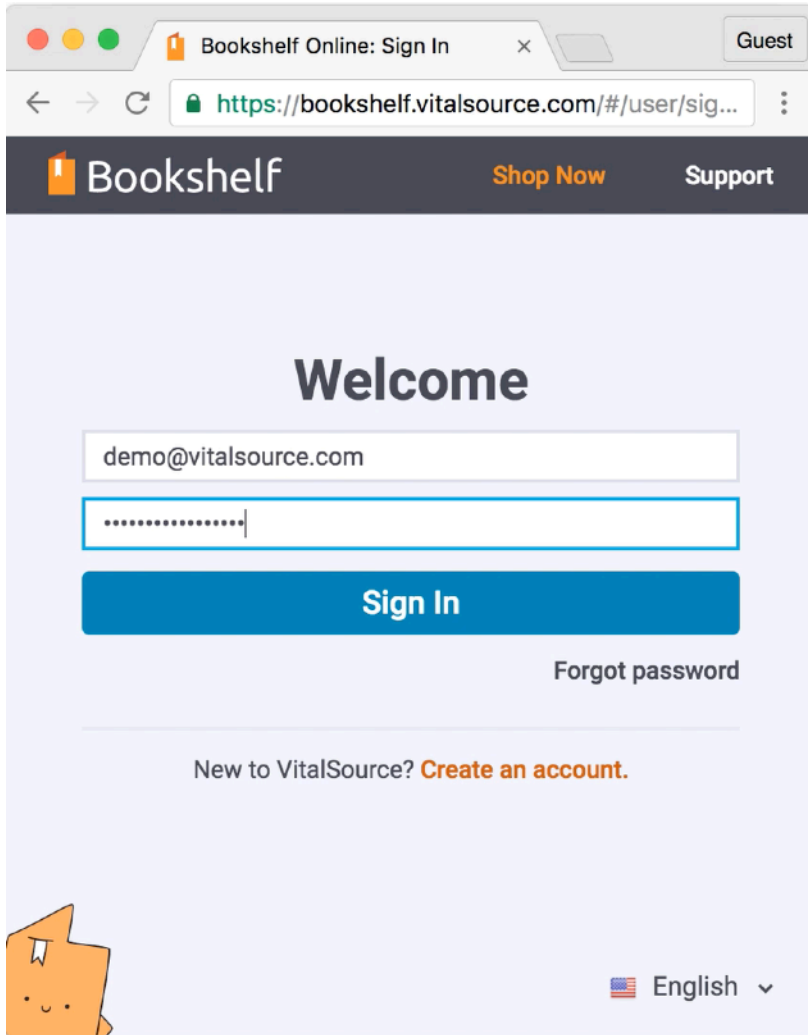 Bookshelf Online: Sign In
Guest
https://bookshelf.vitalsource.com/#/user/sig...
Bookshelf Shop Now Support
Welcome
demo@vitalsource.com
•••••••••••••••••
Sign In
Forgot password
New to VitalSource? Create an account.
English